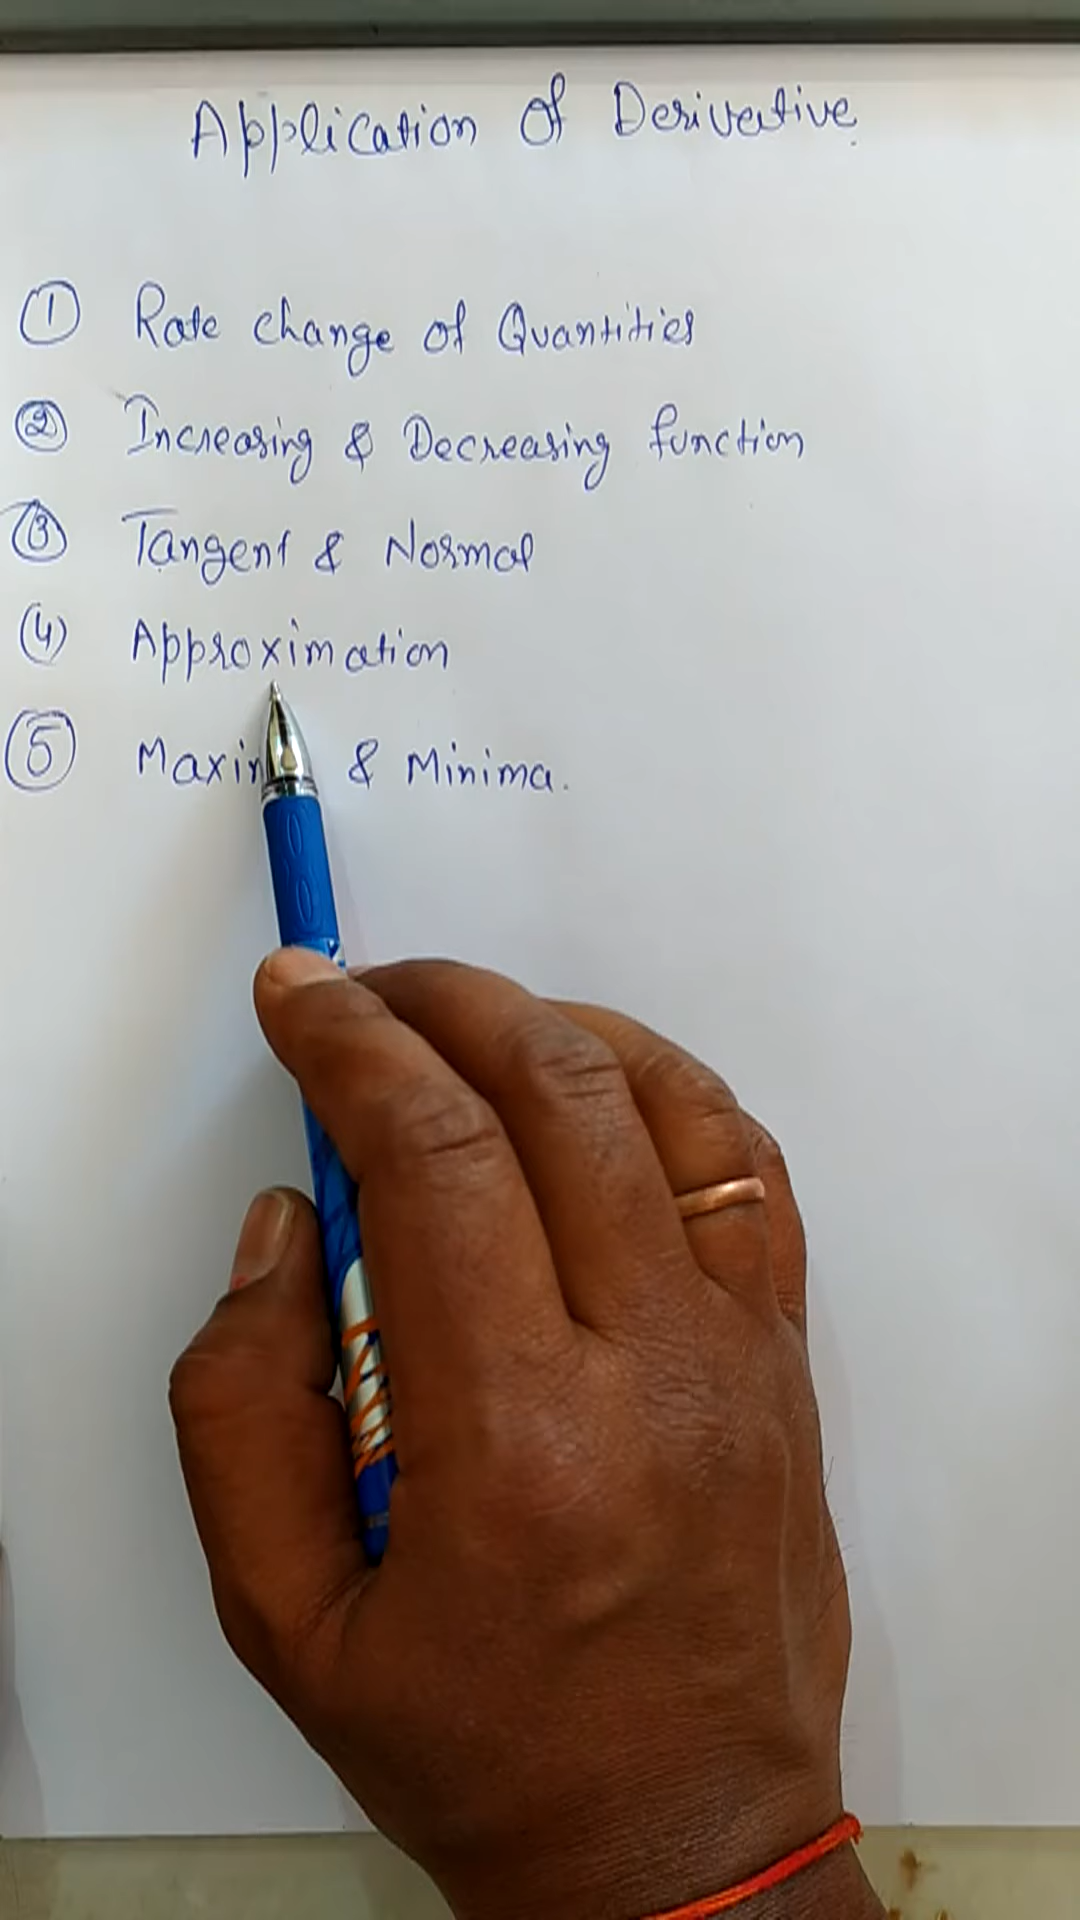 Application Of Derivative
① Rate change of Quantities
② Increasing & Decreasing function
③ Tangent & Normal
(4) Approximation
⑤ & Minima.